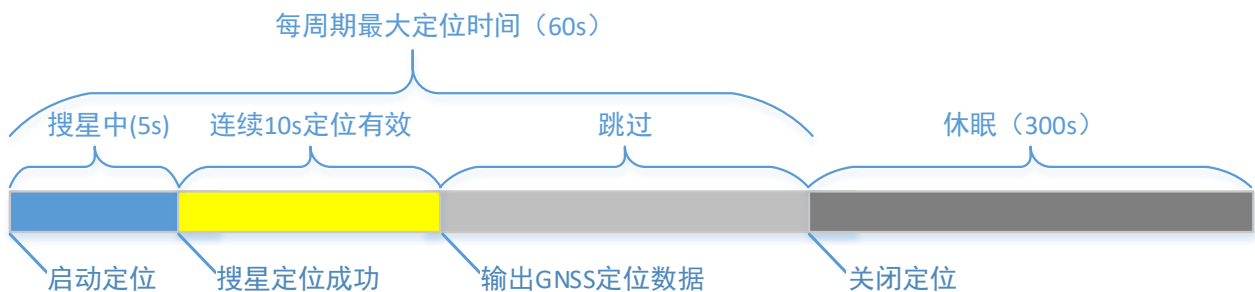 每周期最大定位时间（60s）
搜星中(5s) 连续10s定位有效 跳过 休眠（300s）
启动定位 搜星定位成功 输出GNSS定位数据 关闭定位